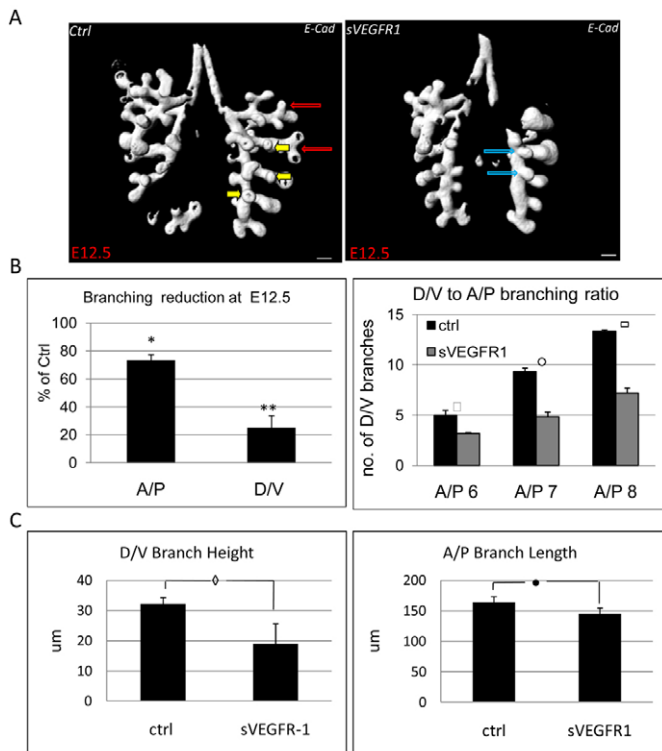 A
Ctrl
E-Cad
E12.5
sVEGFR1
E-Cad
E12.5
B
Branching reduction at E12.5
% of Ctrl
100
80
60
40
20
0
*
**
A/P
D/V
D/V to A/P branching ratio
no. of D/V branches
15
10
5
0
ctrl
sVEGFR1
A/P 6
A/P 7
A/P 8
C
D/V Branch Height
um
40
30
20
10
0
ctrl
sVEGFR-1
A/P Branch Length
um
200
150
100
50
0
ctrl
sVEGFR1